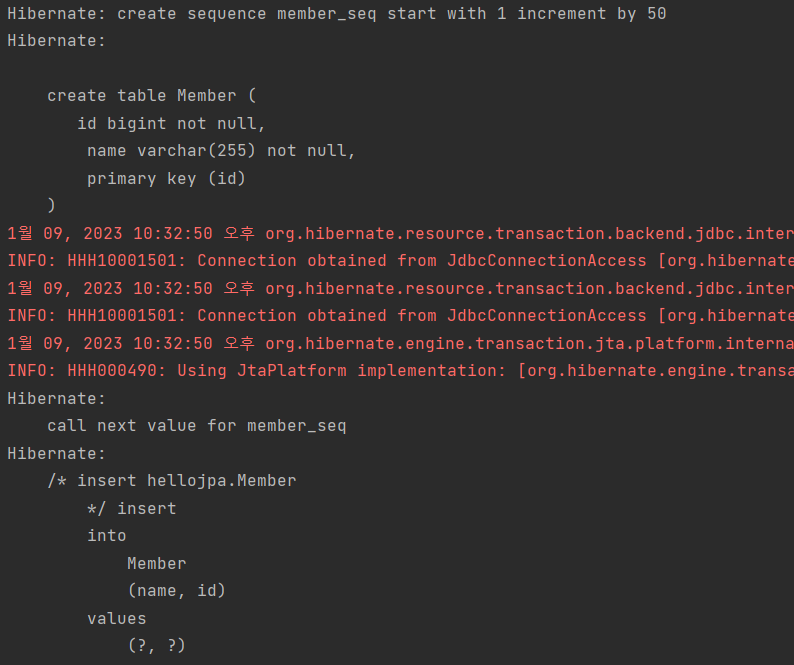 Hibernate: create sequence member_seq start with 1 increment by 50
Hibernate:
create table Member (
id bigint not null,
name varchar(255) not null,
primary key (id)
)
1월 09, 2023 10:32:50 오후 org.hibernate.resource.transaction.backend.jdbc.inter
INFO: HHH10001501: Connection obtained from JdbcConnectionAccess [org.hibernate
1월 09, 2023 10:32:50 오후 org.hibernate.resource.transaction.backend.jdbc.inter
INFO: HHH10001501: Connection obtained from JdbcConnectionAccess [org.hibernate
1월 09, 2023 10:32:50 오후 org.hibernate.engine.transaction.jta.platform.interna
INFO: HHH000490: Using JtaPlatform implementation: [org.hibernate.engine.transa
Hibernate:
call next value for member_seq
Hibernate:
/* insert hellojpa.Member
*/ insert
into
Member
(name, id)
values
(?, ?)